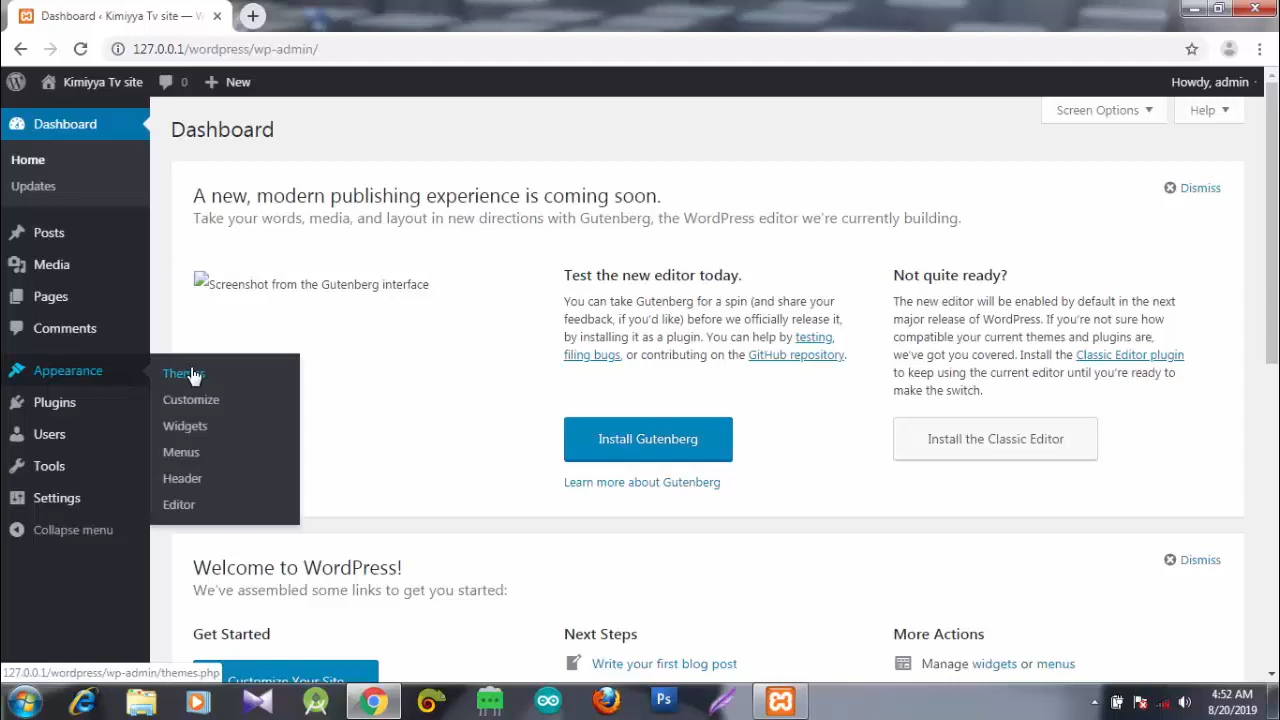 Dashboard ‹ Kimiyya Tv site — W
127.0.0.1/wordpress/wp-admin/
Kimiyya Tv site
0
New
Howdy, admin
Dashboard
Home
Updates
Posts
Media
Pages
Comments
Appearance
Plugins
Users
Tools
Settings
Collapse menu
Themes
Customize
Widgets
Menus
Header
Editor
Screen Options
Help
Dashboard
A new, modern publishing experience is coming soon.
Dismiss
Take your words, media, and layout in new directions with Gutenberg, the WordPress editor we're currently building.
Screenshot from the Gutenberg interface
Test the new editor today.
You can take Gutenberg for a spin (and share your
feedback, if you'd like) before we officially release it,
by installing it as a plugin. You can help by testing,
filing bugs, or contributing on the GitHub repository.
Install Gutenberg
Learn more about Gutenberg
Not quite ready?
The new editor will be enabled by default in the next
major release of WordPress. If you're not sure how
compatible your current themes and plugins are,
we've got you covered. Install the Classic Editor plugin
to keep using the current editor until you're ready to
make the switch.
Install the Classic Editor
Welcome to WordPress!
Dismiss
We've assembled some links to get you started:
Get Started
Customize Your Site
Next Steps
Write your first blog post
More Actions
Manage widgets or menus
127.0.0.1/wordpress/wp-admin/themes.php
Ps
4:52 AM
8/20/2019